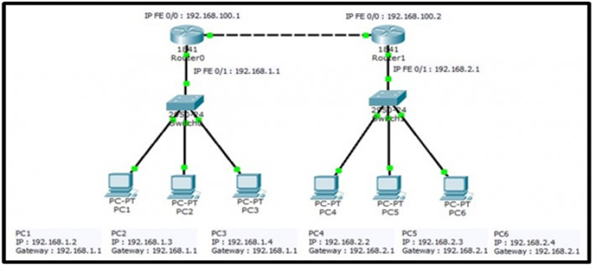 IP FE 0/0 : 192.168.100.1
IP FE 0/0 : 192.168.100.2
1841
Router0
1841
Router1
IP FE 0/1 : 192.168.1.1
IP FE 0/1 : 192.168.2.1
2950-24
Switch0
2950-24
Switch1
PC-PT
PC1
PC-PT
PC2
PC-PT
PC3
PC-PT
PC4
PC-PT
PC5
PC-PT
PC6
PC1
IP : 192.168.1.2
Gateway : 192.168.1.1
PC2
IP : 192.168.1.3
Gateway : 192.168.1.1
PC3
IP : 192.168.1.4
Gateway : 192.168.1.1
PC4
IP : 192.168.2.2
Gateway : 192.168.2.1
PC5
IP : 192.168.2.3
Gateway : 192.168.2.1
PC6
IP : 192.168.2.4
Gateway : 192.168.2.1